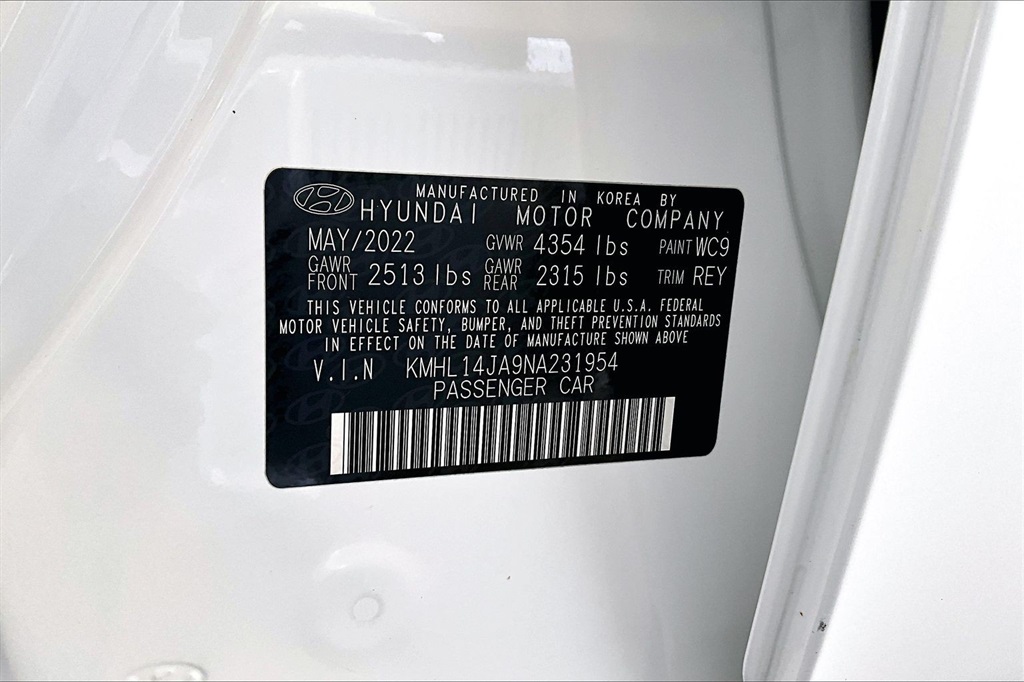 MANUFACTURED IN KOREA BY
HYUNDAI MOTOR COMPANY
MAY/2022 GVWR 4354 lbs PAINT WC9
GAWR FRONT 2513 lbs GAWR REAR 2315 lbs TRIM REY
THIS VEHICLE CONFORMS TO ALL APPLICABLE U.S.A. FEDERAL
MOTOR VEHICLE SAFETY, BUMPER, AND THEFT PREVENTION STANDARDS
IN EFFECT ON THE DATE OF MANUFACTURE SHOWN ABOVE
V.I.N KMHL14JA9NA231954
PASSENGER CAR